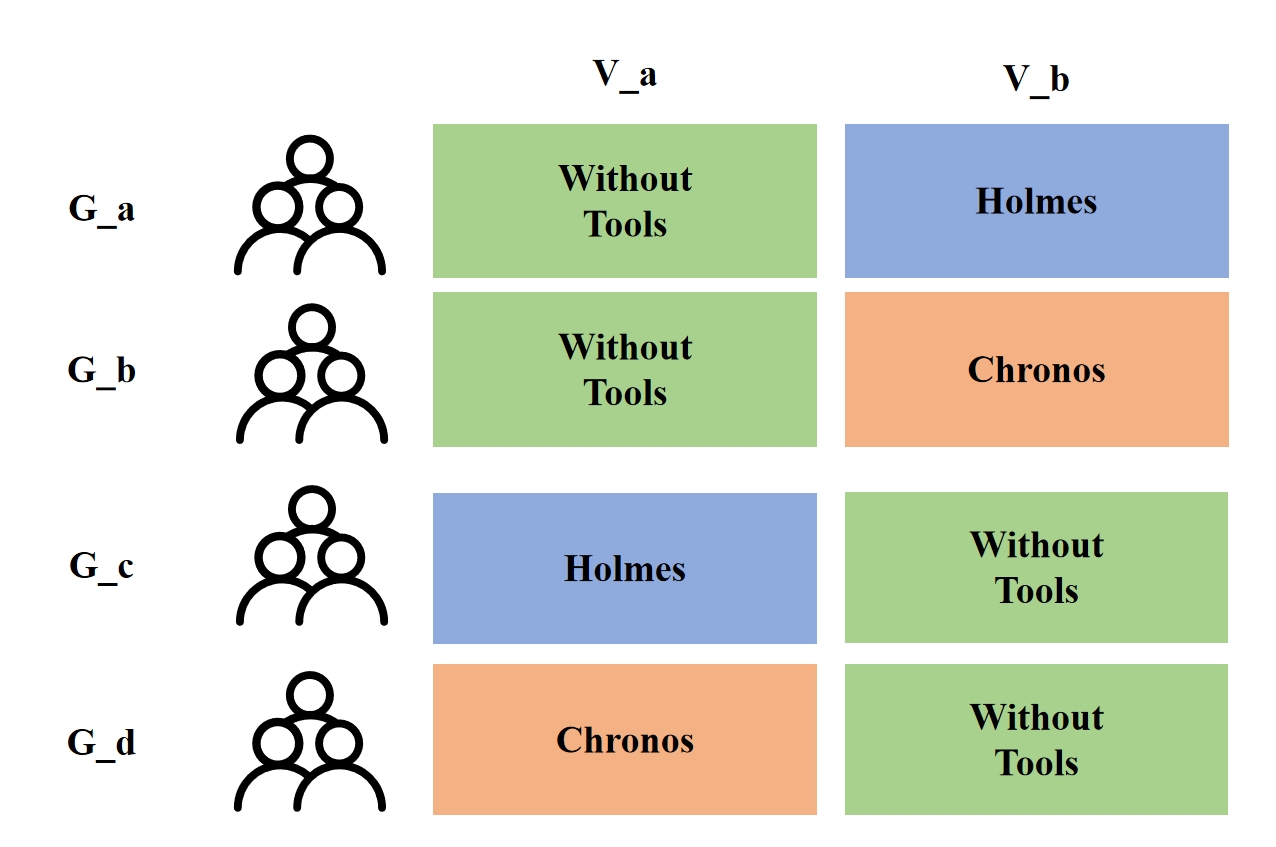 V_a
V_b
G_a
Without
Tools
Holmes
G_b
Without
Tools
Chronos
G_c
Holmes
Without
Tools
G_d
Chronos
Without
Tools